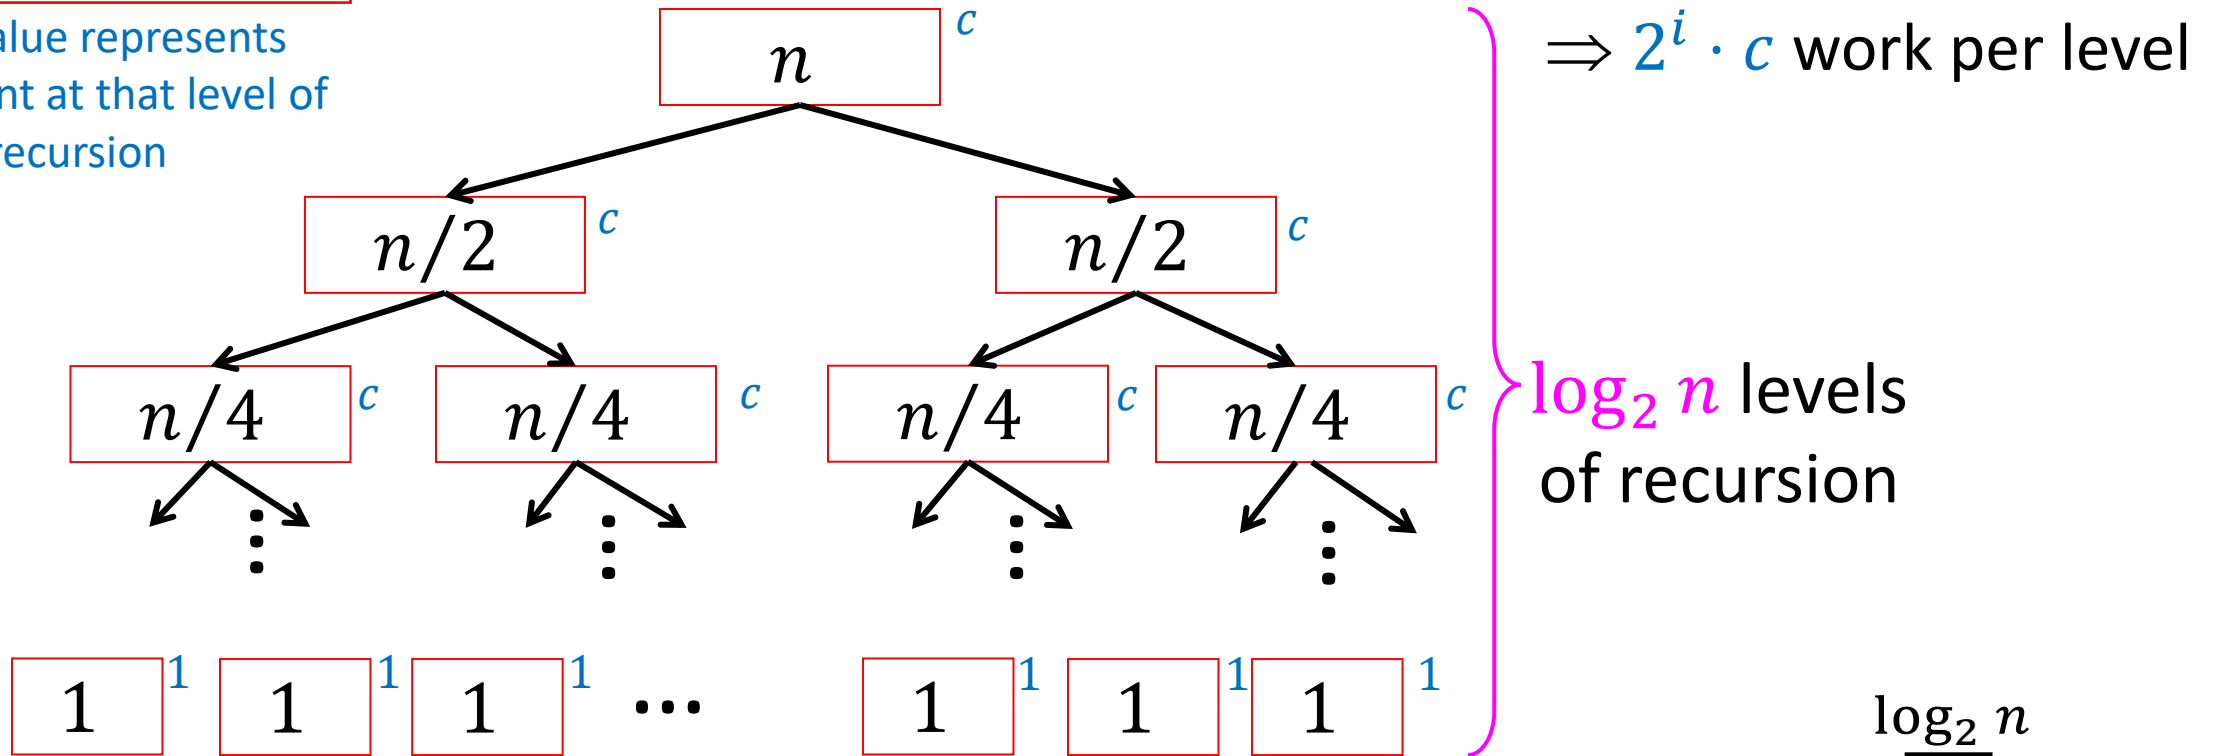 alue represents
nt at that level of
recursion
n c
⇒ 2^i · c work per level
n/2 c n/2 c
n/4 c n/4 c n/4 c n/4 c
log₂ n levels
of recursion
1 1 1 1 1 1 ... 1 1 1 1 1 1
log₂ n